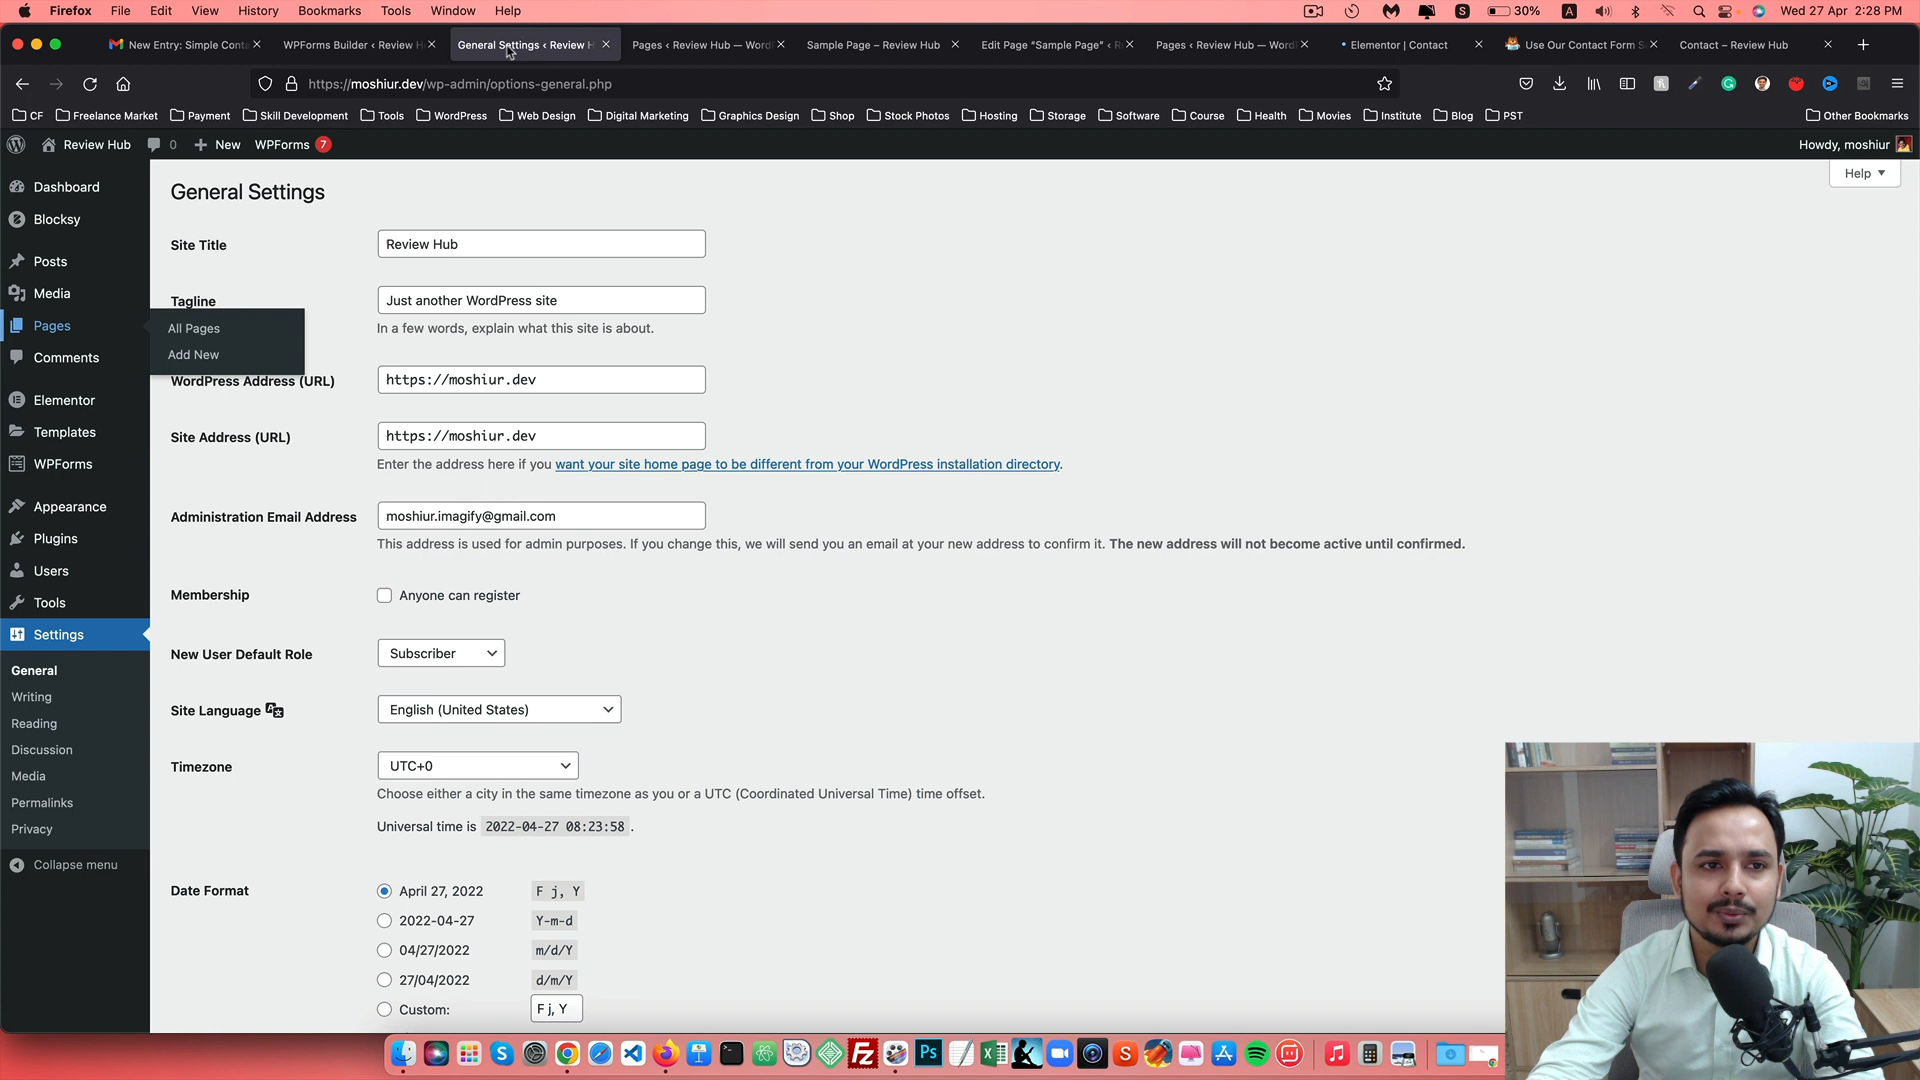 Firefox File Edit View History Bookmarks Tools Window Help 30% Wed 27 Apr 2:28 PM
New Entry: Simple Conta WPForms Builder ‹ Review H General Settings ‹ Review H Pages ‹ Review Hub — Word Sample Page – Review Hub Edit Page “Sample Page” ‹ R Pages ‹ Review Hub — Word Elementor | Contact Use Our Contact Form S Contact – Review Hub
https://moshiur.dev/wp-admin/options-general.php
CF Freelance Market Payment Skill Development Tools WordPress Web Design Digital Marketing Graphics Design Shop Stock Photos Hosting Storage Software Course Health Movies Institute Blog PST Other Bookmarks
Review Hub 0 New WPForms 7 Howdy, moshiur
Help
Dashboard
Blocksy
Posts
Media
Pages
All Pages
Add New
Comments
Elementor
Templates
WPForms
Appearance
Plugins
Users
Tools
Settings
General
Writing
Reading
Discussion
Media
Permalinks
Privacy
Collapse menu
General Settings
Site Title Review Hub
Tagline Just another WordPress site
In a few words, explain what this site is about.
WordPress Address (URL) https://moshiur.dev
Site Address (URL) https://moshiur.dev
Enter the address here if you want your site home page to be different from your WordPress installation directory.
Administration Email Address moshiur.imagify@gmail.com
This address is used for admin purposes. If you change this, we will send you an email at your new address to confirm it. The new address will not become active until confirmed.
Membership Anyone can register
New User Default Role Subscriber
Site Language English (United States)
Timezone UTC+0
Choose either a city in the same timezone as you or a UTC (Coordinated Universal Time) time offset.
Universal time is 2022-04-27 08:23:58 .
Date Format April 27, 2022 F j, Y
2022-04-27 Y-m-d
04/27/2022 m/d/Y
27/04/2022 d/m/Y
Custom: F j, Y